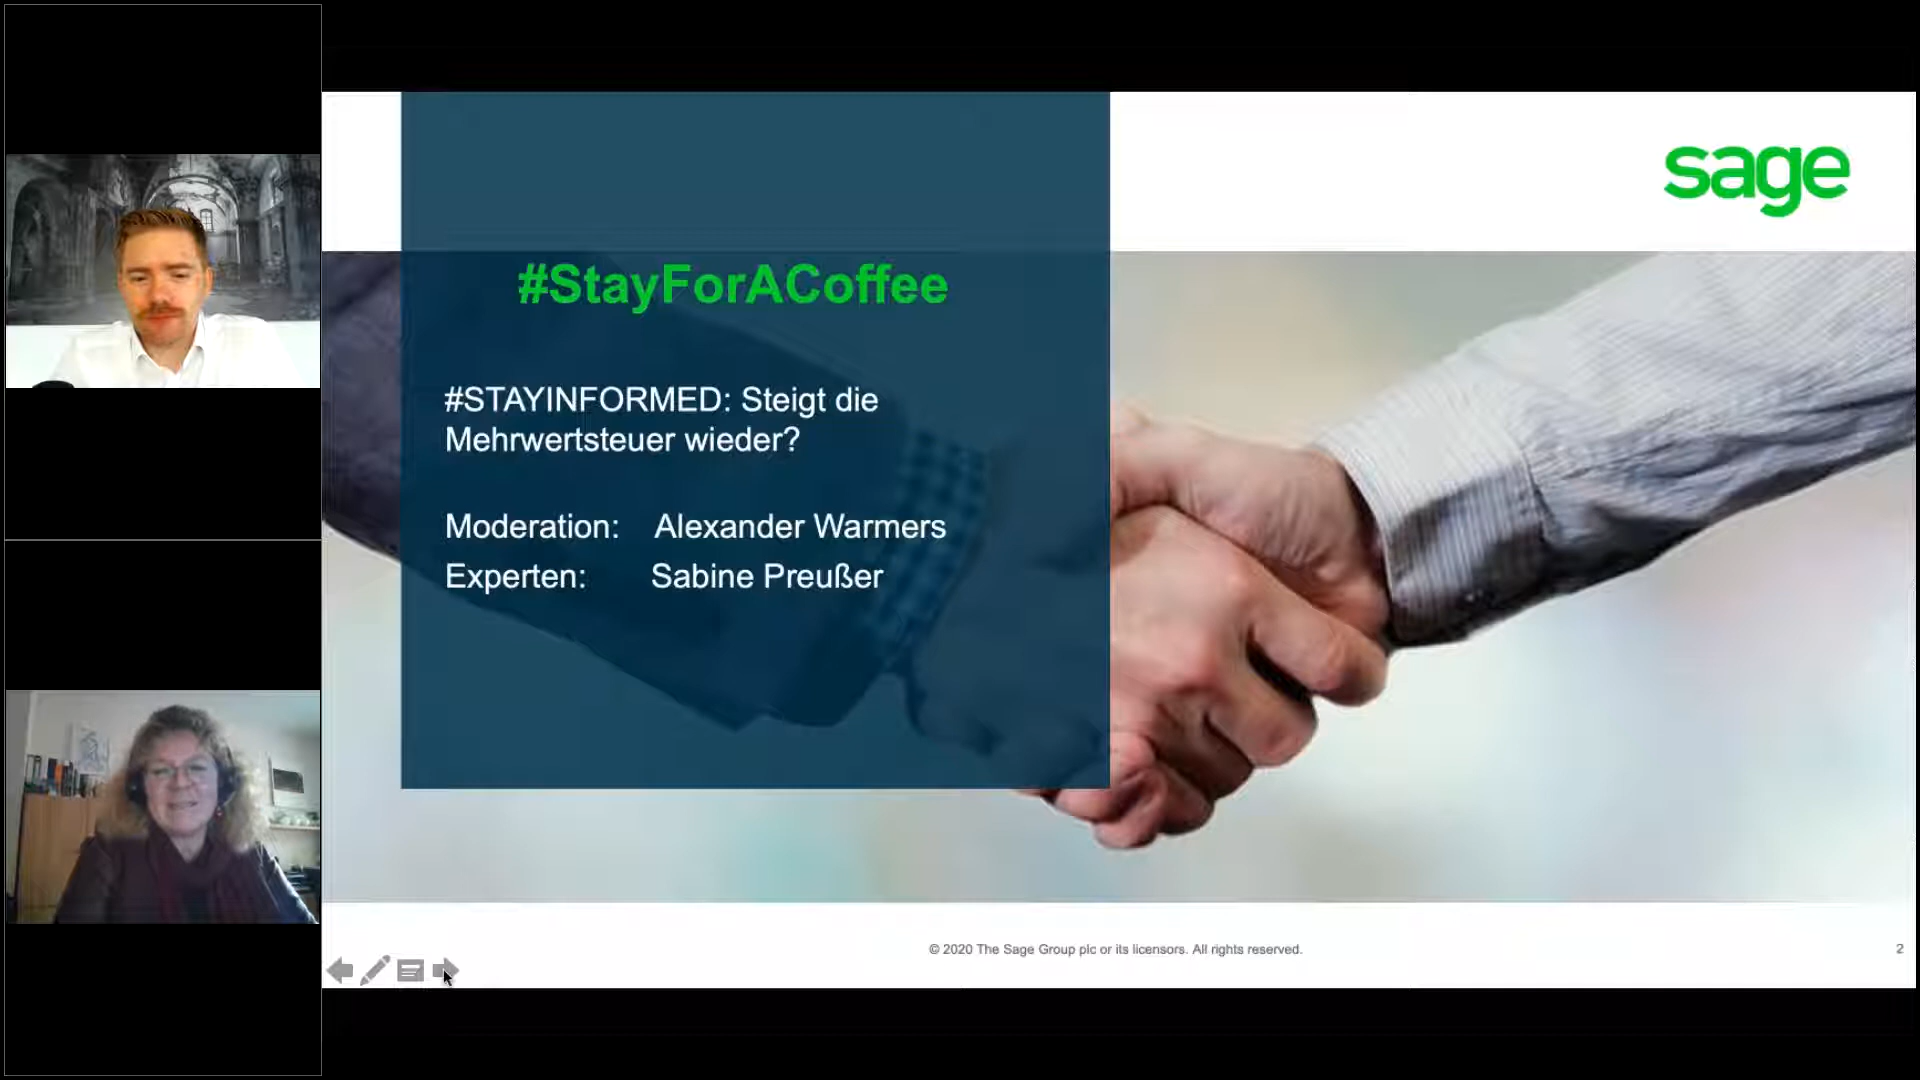 sage
#StayForACoffee
#STAYINFORMED: Steigt die
Mehrwertsteuer wieder?
Moderation: Alexander Warmers
Experten: Sabine Preußer
© 2020 The Sage Group plc or its licensors. All rights reserved.
2